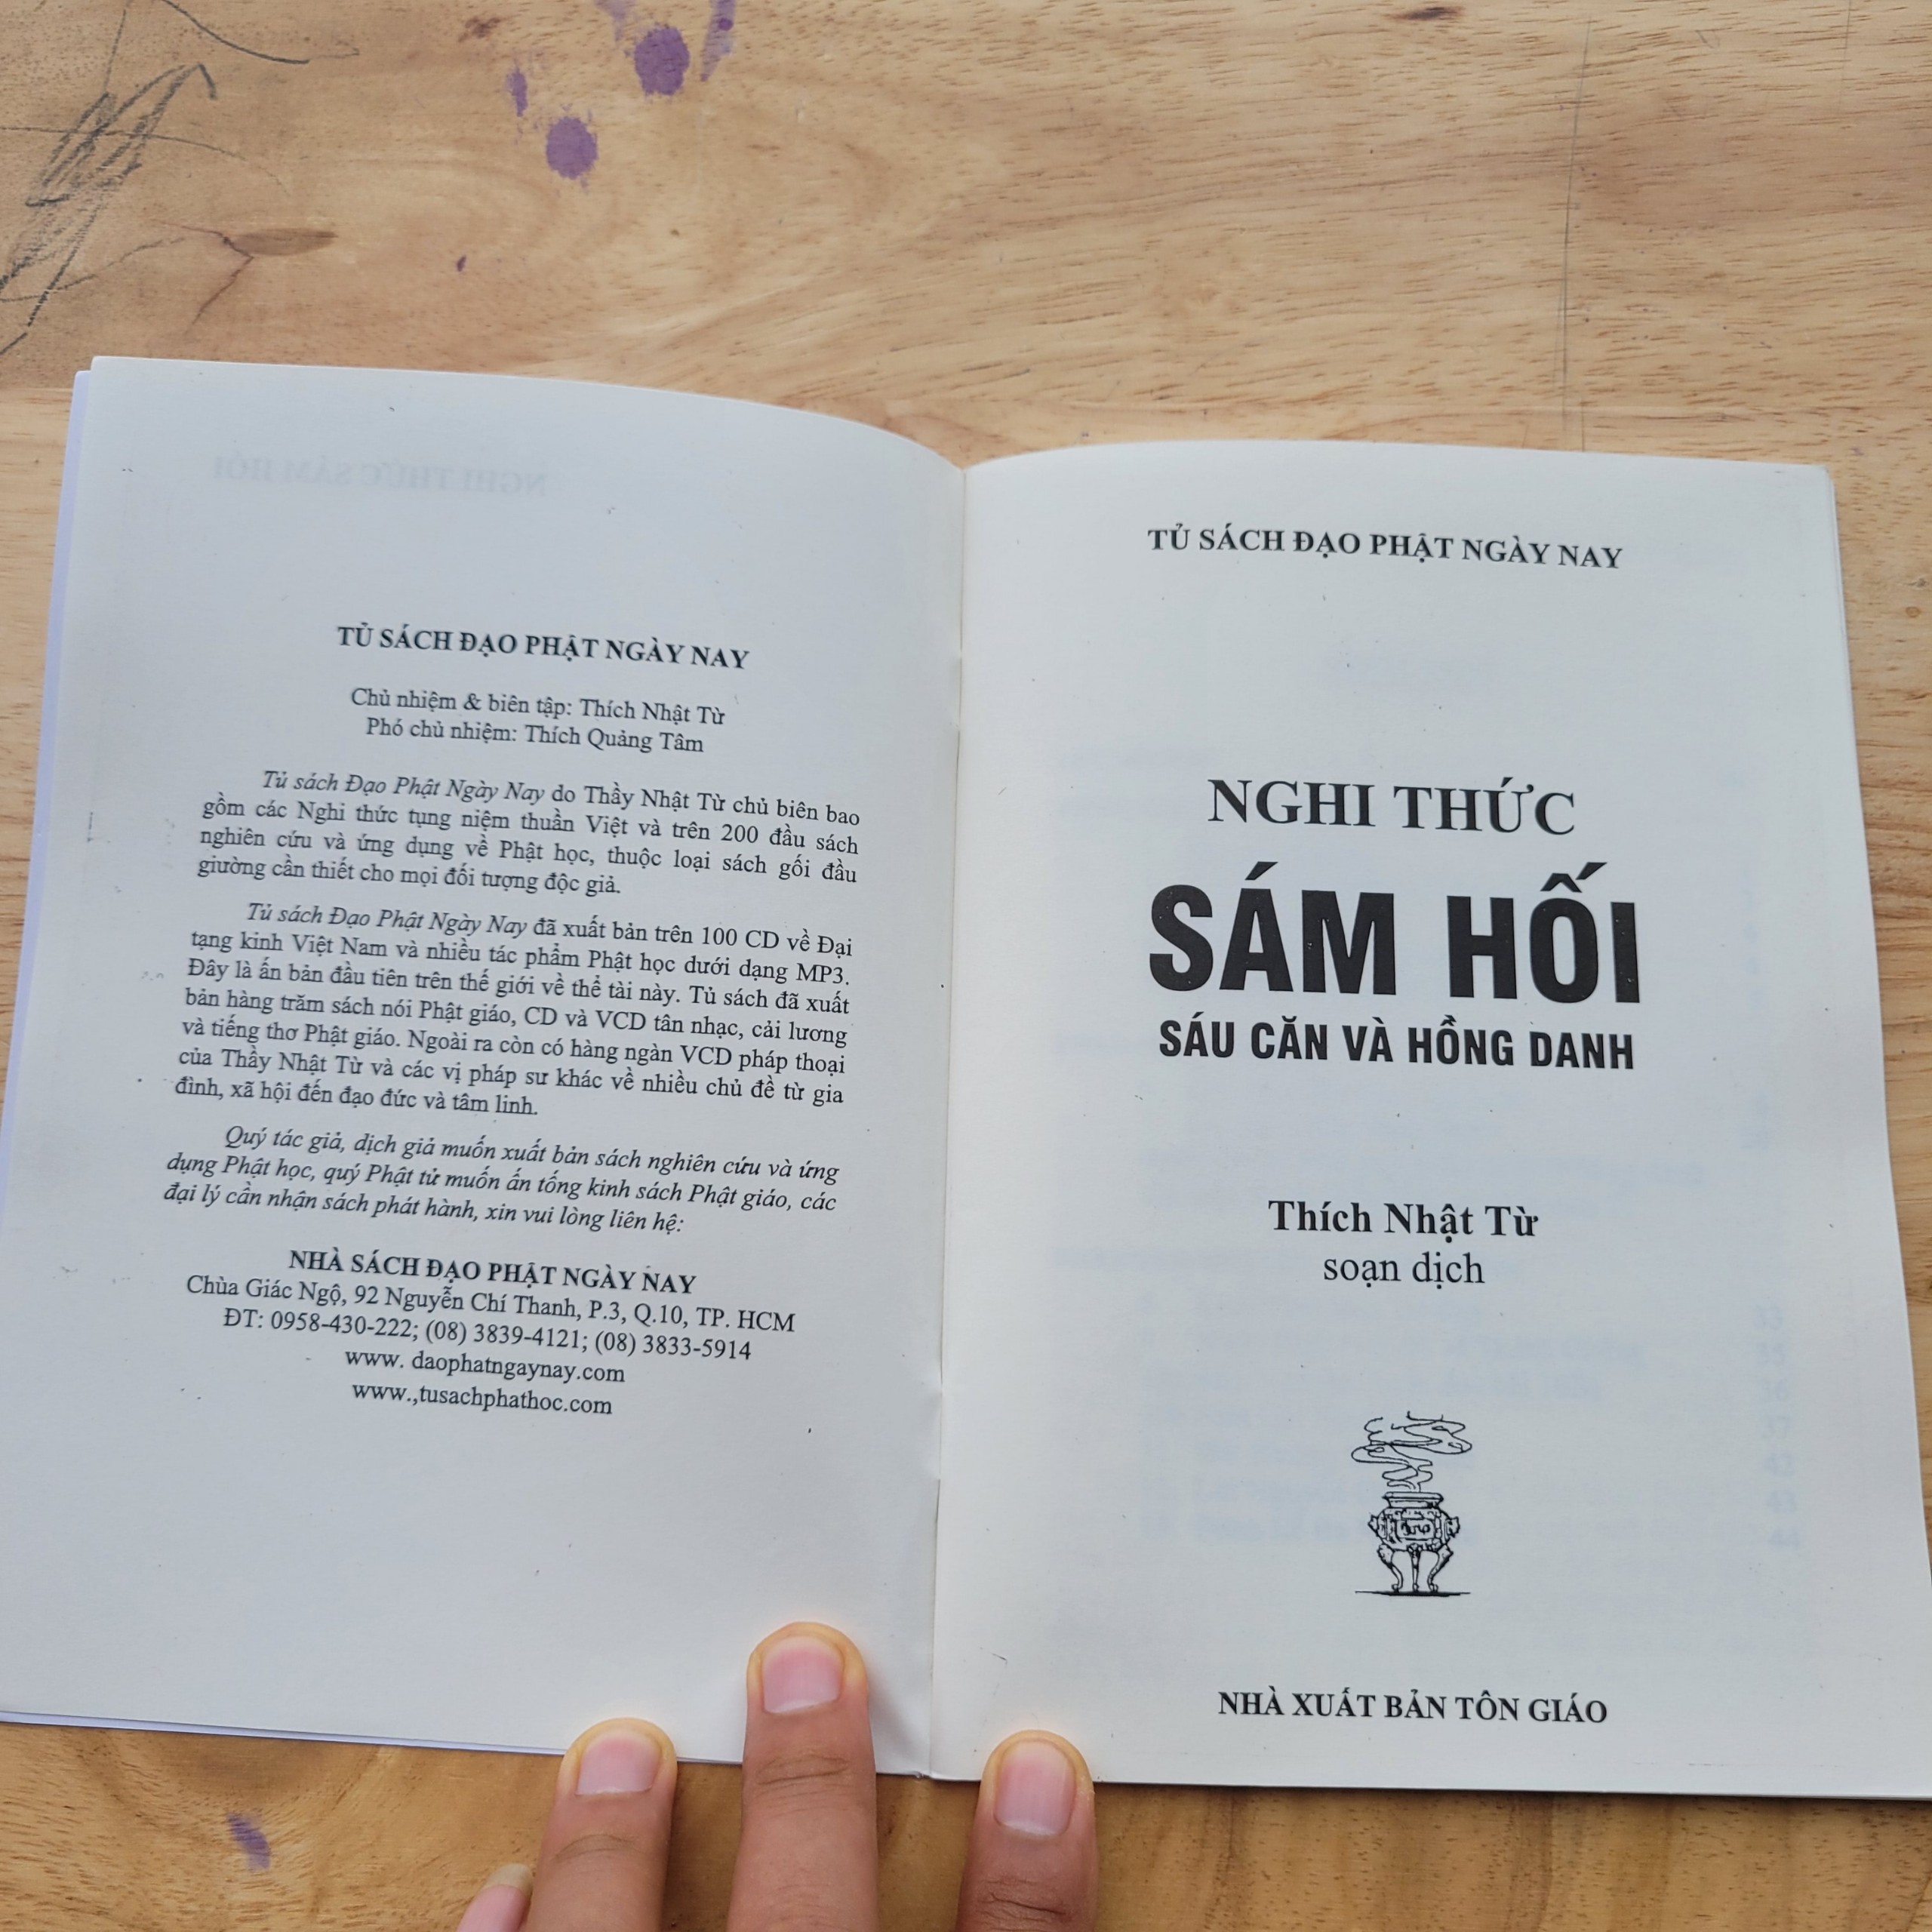 TỦ SÁCH ĐẠO PHẬT NGÀY NAY
Chủ nhiệm & biên tập: Thích Nhật Từ
Phó chủ nhiệm: Thích Quảng Tâm
Tủ sách Đạo Phật Ngày Nay do Thầy Nhật Từ chủ biên bao
gồm các Nghi thức tụng niệm thuần Việt và trên 200 đầu sách
nghiên cứu và ứng dụng về Phật học, thuộc loại sách gối đầu
giường cần thiết cho mọi đối tượng độc giả.
Tủ sách Đạo Phật Ngày Nay đã xuất bản trên 100 CD về Đại
tạng kinh Việt Nam và nhiều tác phẩm Phật học dưới dạng MP3.
Đây là ấn bản đầu tiên trên thế giới về thể tài này. Tủ sách đã xuất
bản hàng trăm sách nói Phật giáo, CD và VCD tân nhạc, cải lương
và tiếng thơ Phật giáo. Ngoài ra còn có hàng ngàn VCD pháp thoại
của Thầy Nhật Từ và các vị pháp sư khác về nhiều chủ đề từ gia
đình, xã hội đến đạo đức và tâm linh.
Quý tác giả, dịch giả muốn xuất bản sách nghiên cứu và ứng
dụng Phật học, quý Phật tử muốn ấn tống kinh sách Phật giáo, các
đại lý cần nhận sách phát hành, xin vui lòng liên hệ:
NHÀ SÁCH ĐẠO PHẬT NGÀY NAY
Chùa Giác Ngộ, 92 Nguyễn Chí Thanh, P.3, Q.10, TP. HCM
ĐT: 0958-430-222; (08) 3839-4121; (08) 3833-5914
www. daophatngaynay.com
www.,tusachphathoc.com
TỦ SÁCH ĐẠO PHẬT NGÀY NAY
NGHI THỨC
SÁM HỐI
SÁU CĂN VÀ HỒNG DANH
Thích Nhật Từ
soạn dịch
NHÀ XUẤT BẢN TÔN GIÁO